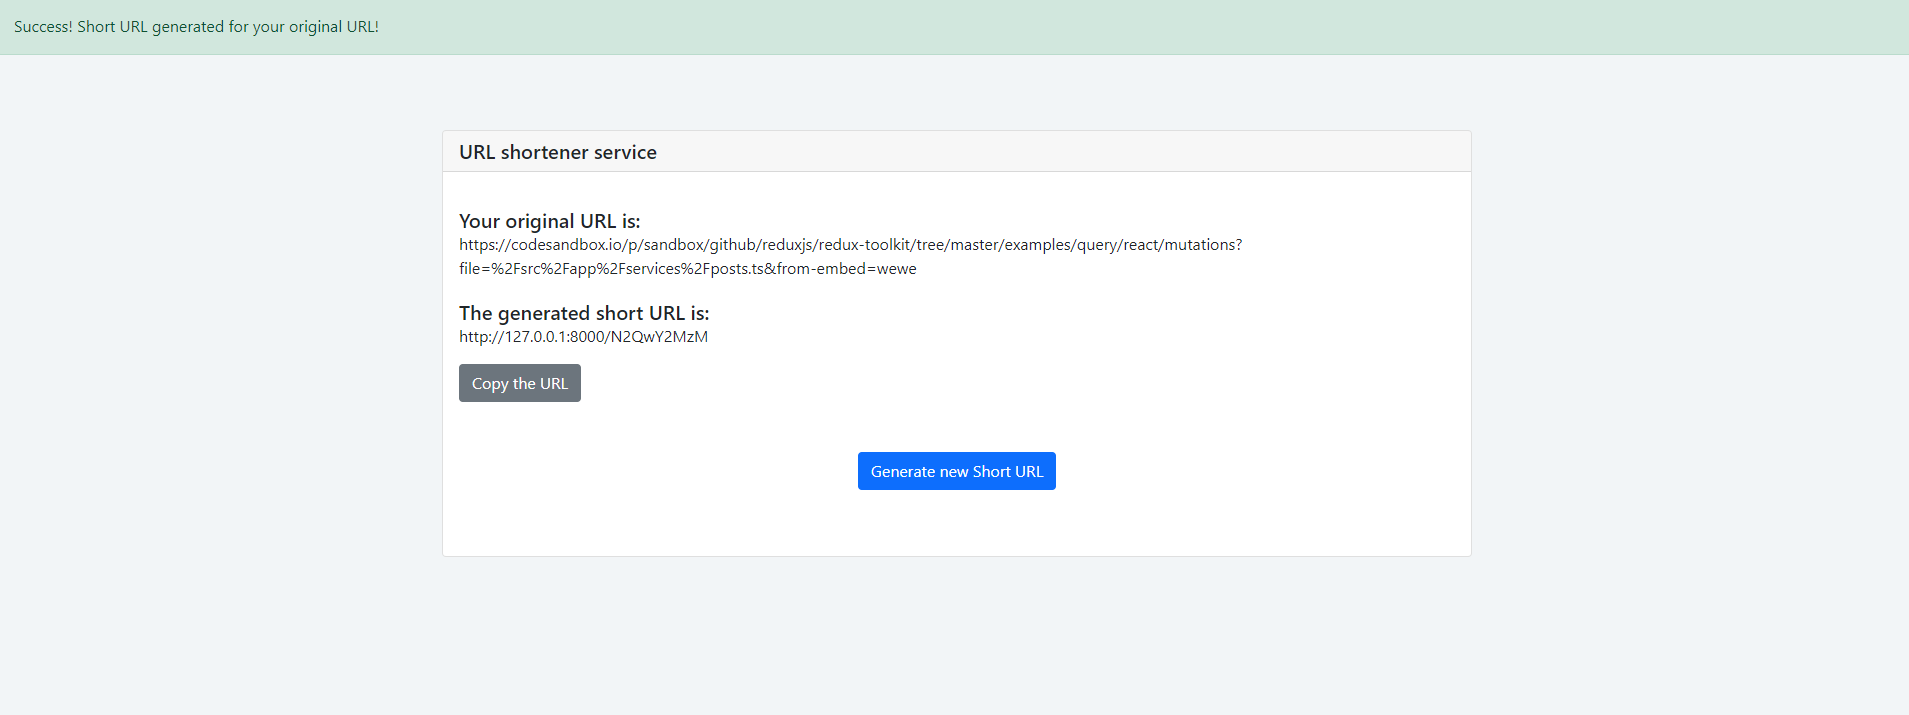 Success! Short URL generated for your original URL!
URL shortener service
Your original URL is:
https://codesandbox.io/p/sandbox/github/reduxjs/redux-toolkit/tree/master/examples/query/react/mutations?
file=%2Fsrc%2Fapp%2Fservices%2Fposts.ts&from-embed=wewe
The generated short URL is:
http://127.0.0.1:8000/N2QwY2MzM
Copy the URL
Generate new Short URL